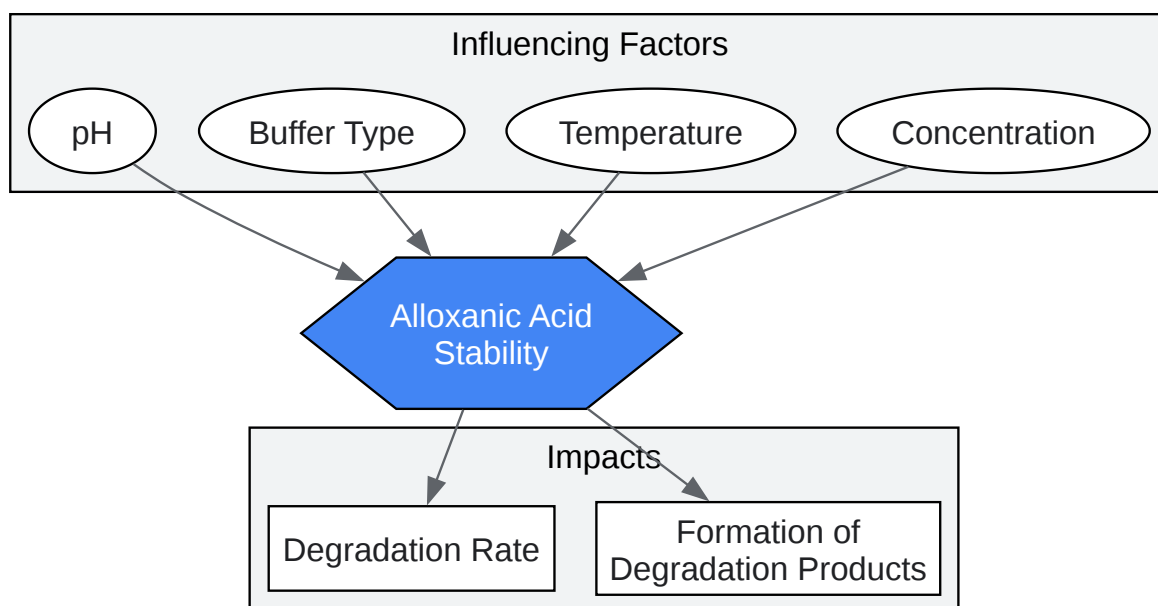 Influencing Factors
pH
Buffer Type
Temperature
Concentration
Alloxanic Acid
Stability
Impacts
Degradation Rate
Formation of
Degradation Products